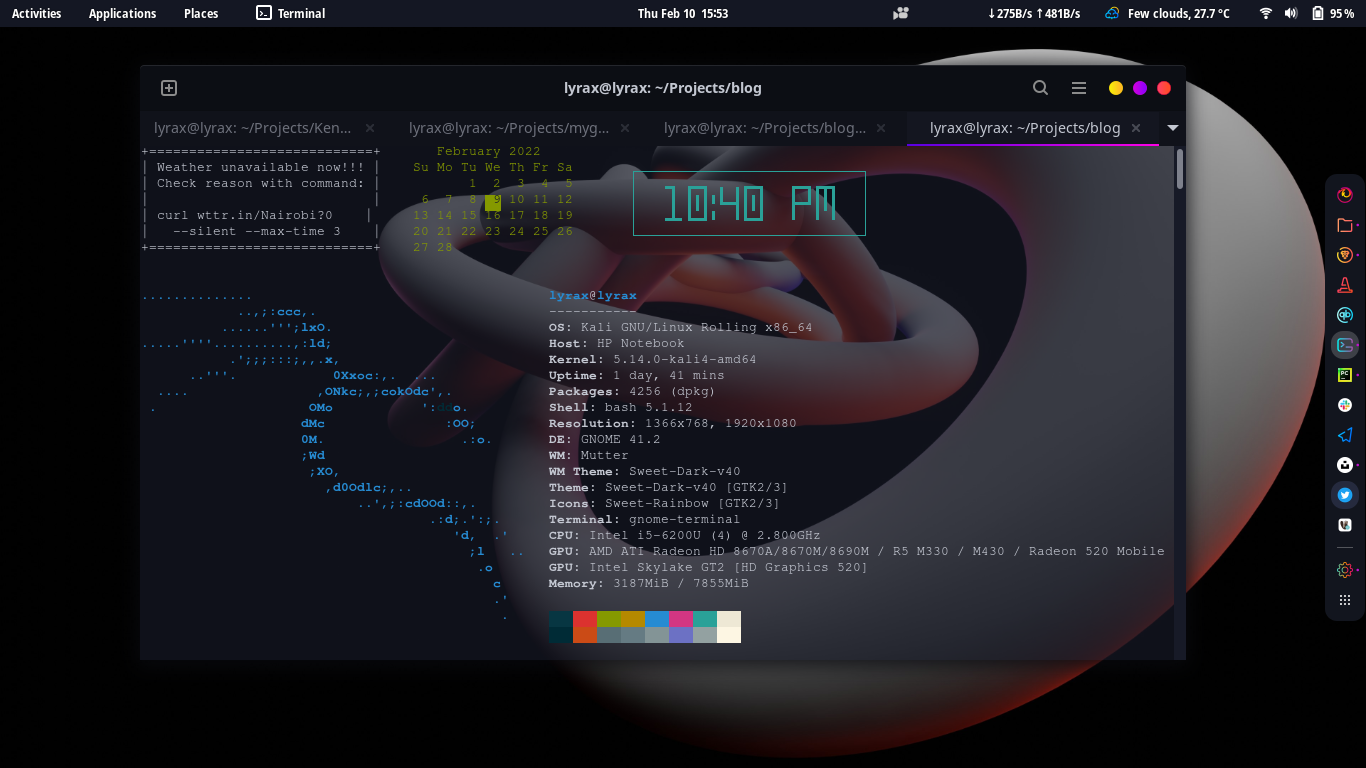 Activities Applications Places Terminal Thu Feb 10 15:53 ↓275B/s ↑481B/s Few clouds, 27.7 °C 95 %
lyrax@lyrax: ~/Projects/blog
lyrax@lyrax: ~/Projects/Ken... × lyrax@lyrax: ~/Projects/myg... × lyrax@lyrax: ~/Projects/blog... × lyrax@lyrax: ~/Projects/blog ×
+============================+
| Weather unavailable now!!! |
| Check reason with command: |
| |
| curl wttr.in/Nairobi?0 |
| --silent --max-time 3 |
+============================+
February 2022
Su Mo Tu We Th Fr Sa
1 2 3 4 5
6 7 8 9 10 11 12
13 14 15 16 17 18 19
20 21 22 23 24 25 26
27 28
10:40 PM
..............
..,;:ccc,.
......''';lxO.
.....''''..........,:ld;
.';;;:::;,,.x,
..'''. 0Xxoc:,. ...
.... ,ONkc;,;cokOdc',.
. OMo ':ddo.
dMc :OO;
0M. .:o.
;Wd
;XO,
,d0Odlc;,..
..',;:cdOOd::,.
.:d;.':;.
'd, .'
;l ..
.o
c
.'
.
lyrax@lyrax
-----------
OS: Kali GNU/Linux Rolling x86_64
Host: HP Notebook
Kernel: 5.14.0-kali4-amd64
Uptime: 1 day, 41 mins
Packages: 4256 (dpkg)
Shell: bash 5.1.12
Resolution: 1366x768, 1920x1080
DE: GNOME 41.2
WM: Mutter
WM Theme: Sweet-Dark-v40
Theme: Sweet-Dark-v40 [GTK2/3]
Icons: Sweet-Rainbow [GTK2/3]
Terminal: gnome-terminal
CPU: Intel i5-6200U (4) @ 2.800GHz
GPU: AMD ATI Radeon HD 8670A/8670M/8690M / R5 M330 / M430 / Radeon 520 Mobile
GPU: Intel Skylake GT2 [HD Graphics 520]
Memory: 3187MiB / 7855MiB
qb
PC